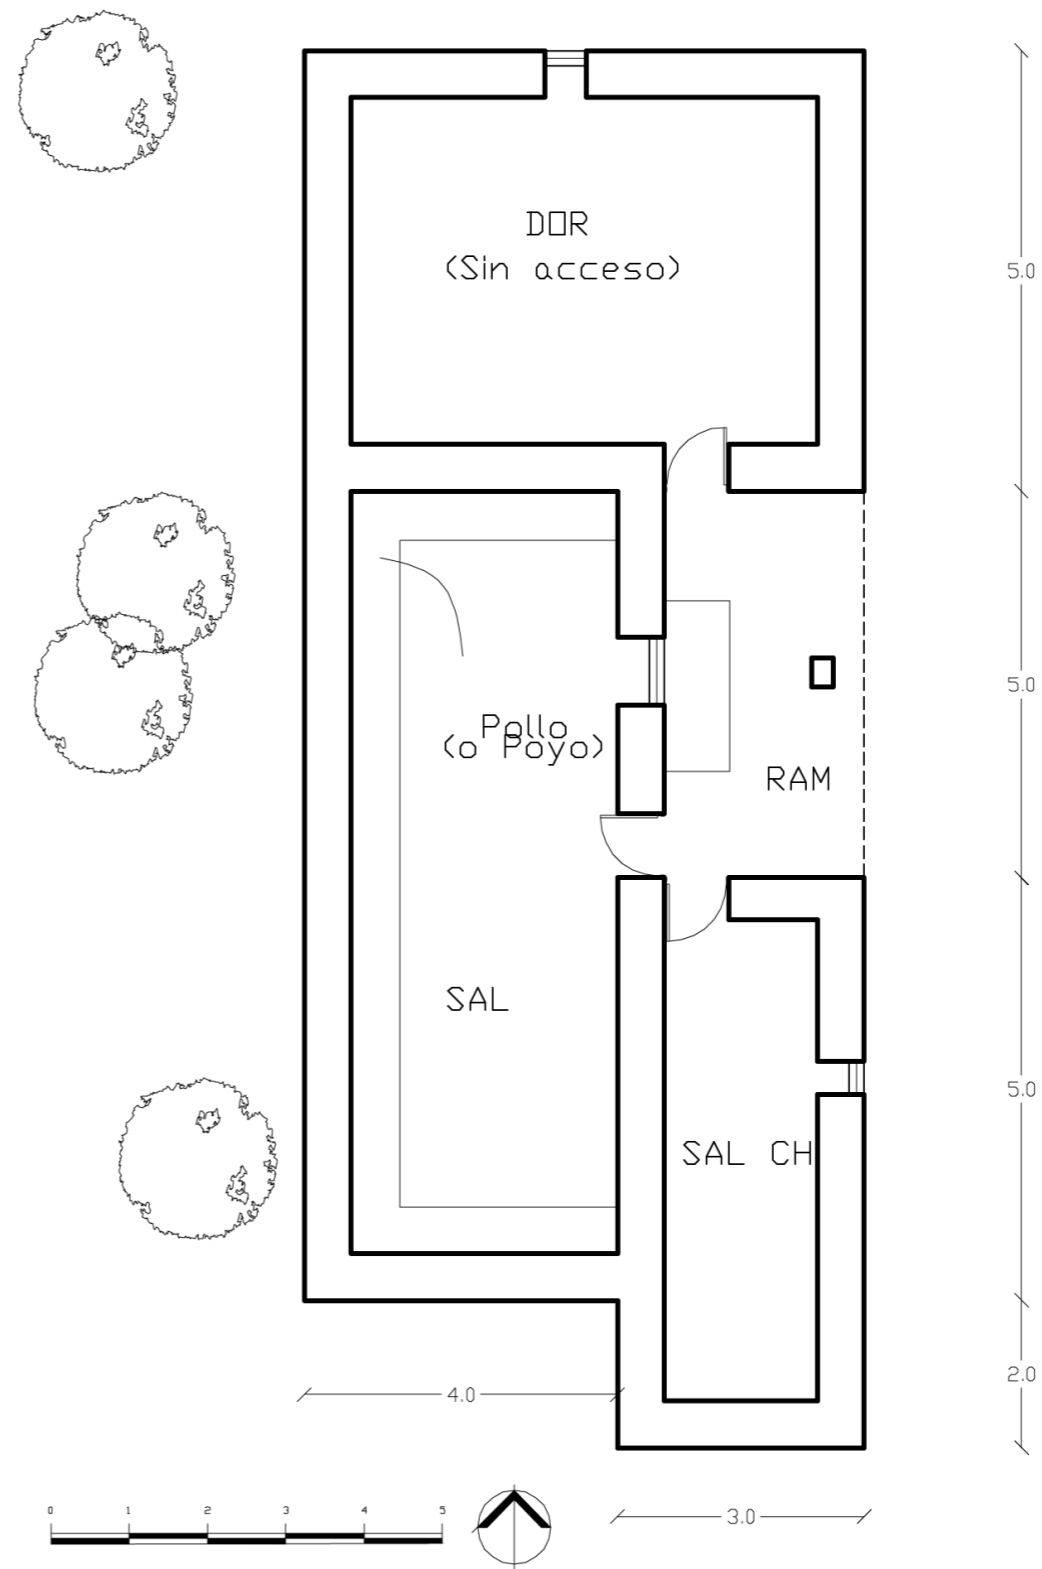 DOR
(Sin acceso)
5.0
Pollo
(o Poyo)
5.0
RAM
SAL
5.0
SAL CH
2.0
4.0
0 1 2 3 4 5
3.0